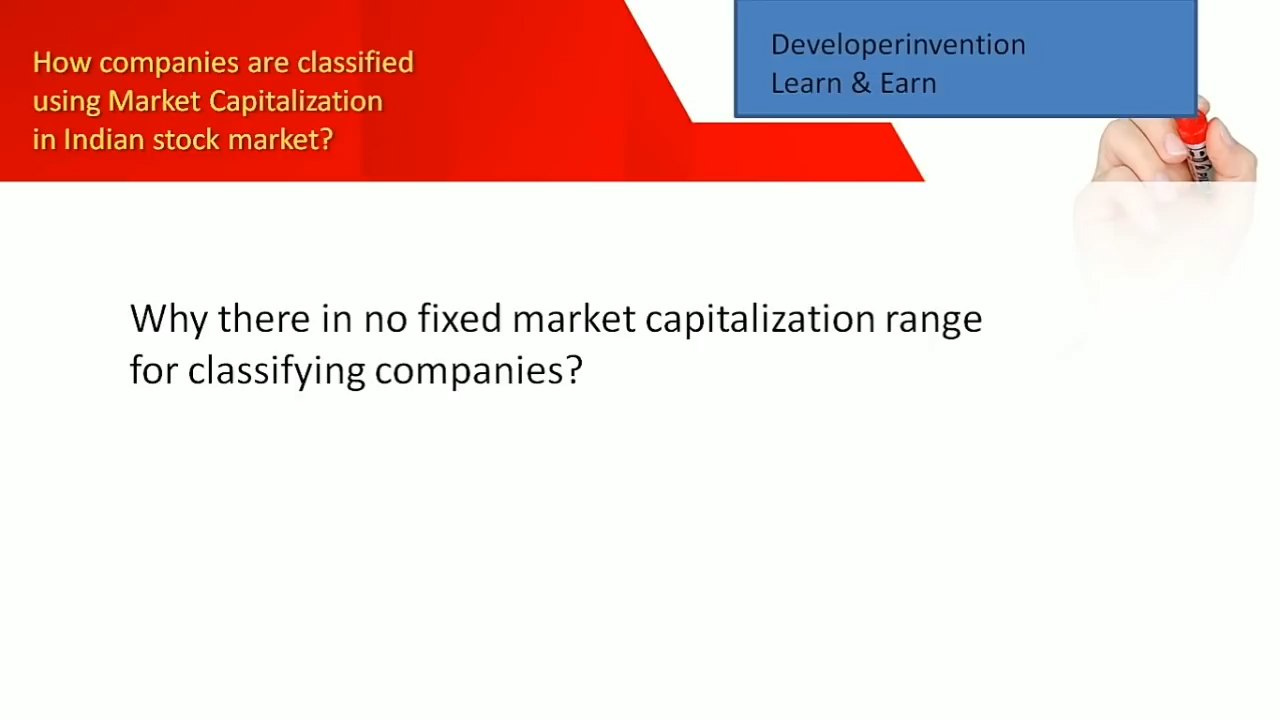 How companies are classified
using Market Capitalization
in Indian stock market?
Developerinvention
Learn & Earn
Why there in no fixed market capitalization range
for classifying companies?